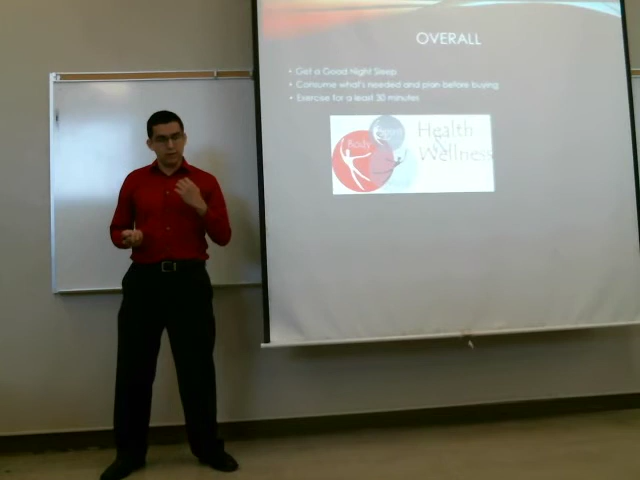 OVERALL
• Get a Good Night Sleep
• Consume what's needed and plan before buying
• Exercise for a least 30 minutes
Body
Health
&
Wellness